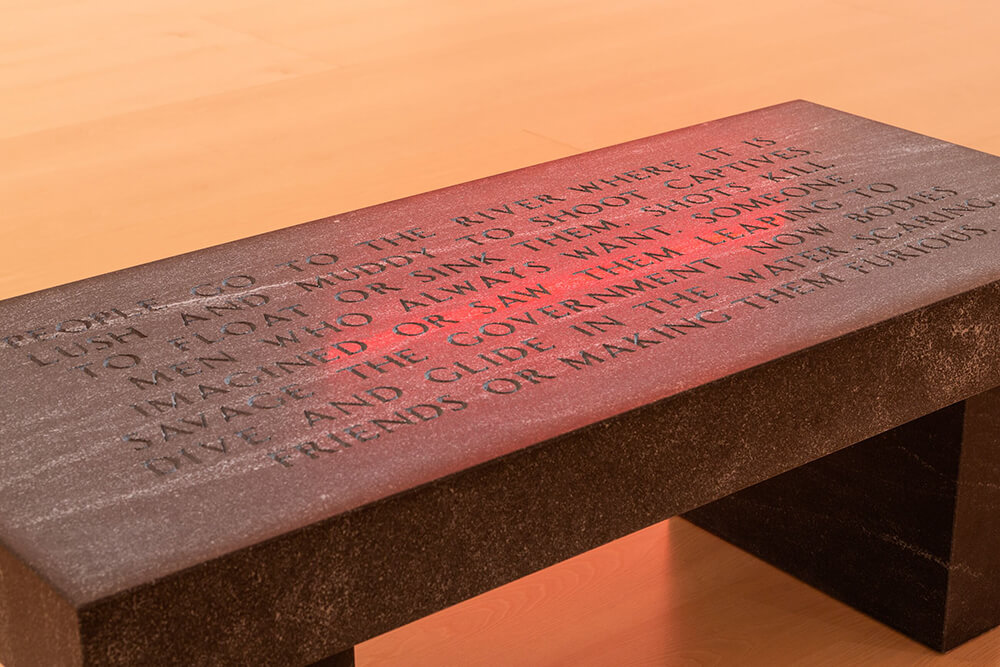 PEOPLE GO TO THE RIVER WHERE IT IS
LUSH AND MUDDY TO SHOOT CAPTIVES,
TO FLOAT OR SINK THEM. SHOTS KILL
MEN WHO ALWAYS WANT. SOMEONE
IMAGINED OR SAW THEM LEAPING TO
SAVAGE THE GOVERNMENT. NOW BODIES
DIVE AND GLIDE IN THE WATER SCARING
FRIENDS OR MAKING THEM FURIOUS.